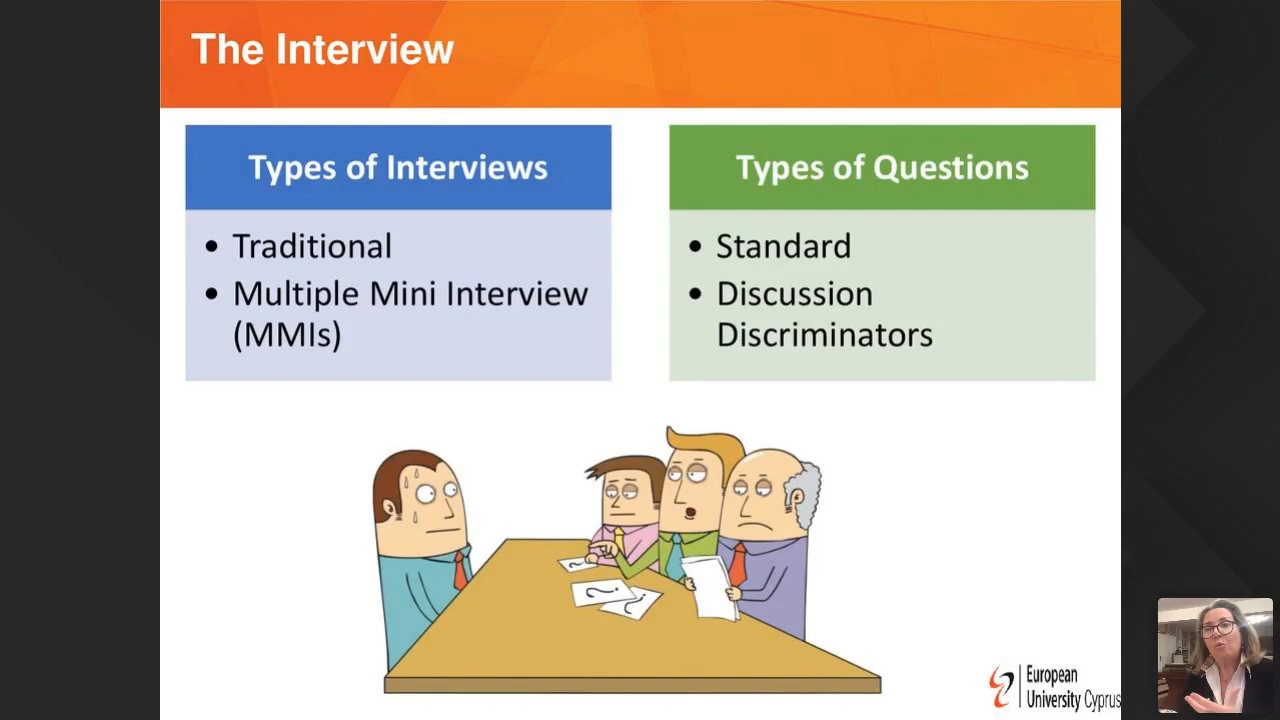 The Interview
Types of Interviews
• Traditional
• Multiple Mini Interview
(MMIs)
Types of Questions
• Standard
• Discussion
Discriminators
?
?
?
European
University Cyprus